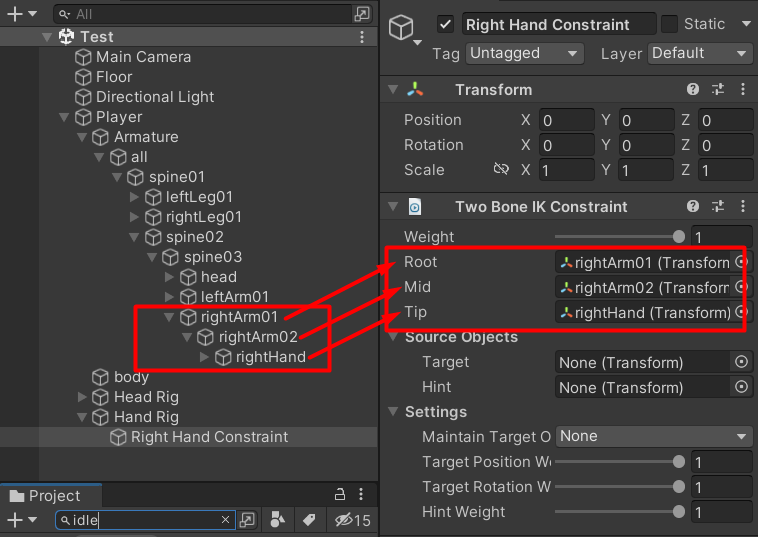 All
Test
Main Camera
Floor
Directional Light
Player
Armature
all
spine01
leftLeg01
rightLeg01
spine02
spine03
head
leftArm01
rightArm01
rightArm02
rightHand
body
Head Rig
Hand Rig
Right Hand Constraint
Project
idle
15
Right Hand Constraint
Static
Tag Untagged Layer Default
Transform
Position X 0 Y 0 Z 0
Rotation X 0 Y 0 Z 0
Scale X 1 Y 1 Z 1
Two Bone IK Constraint
Weight 1
Root rightArm01 (Transform
Mid rightArm02 (Transforn
Tip rightHand (Transform)
Source Objects
Target None (Transform)
Hint None (Transform)
Settings
Maintain Target O None
Target Position We 1
Target Rotation W 1
Hint Weight 1